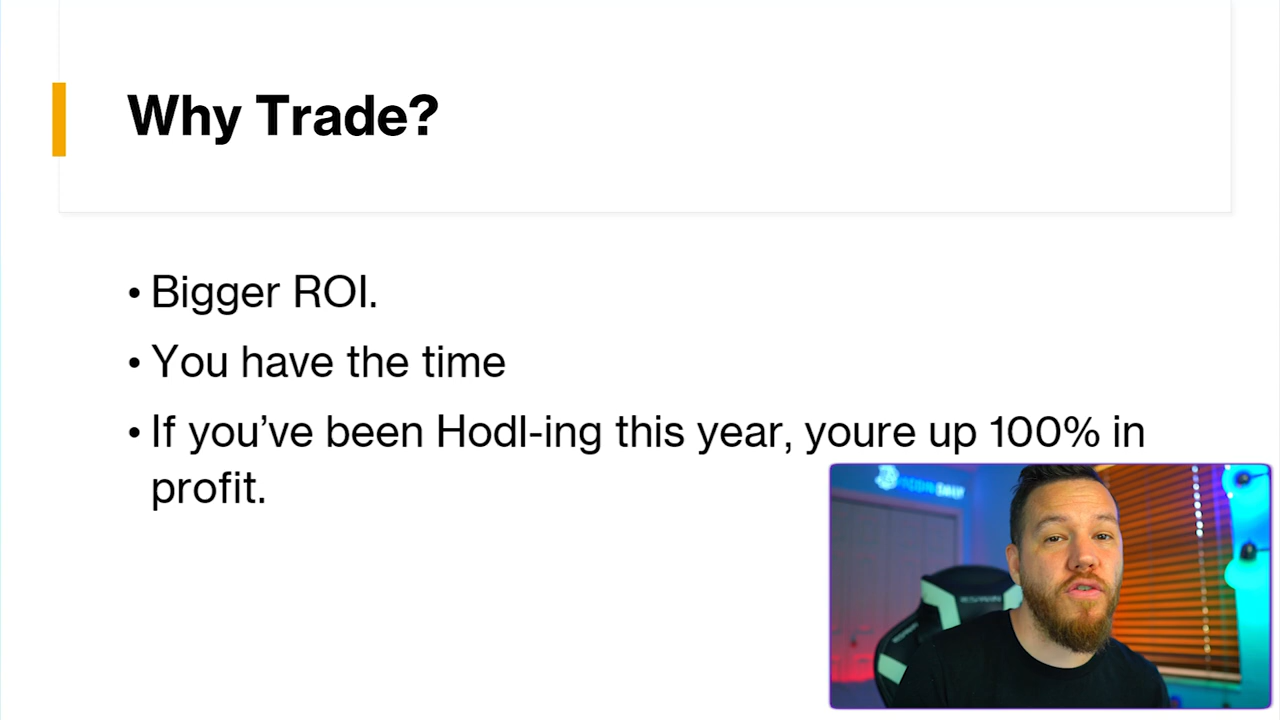 Why Trade?
• Bigger ROI.
• You have the time
• If you’ve been Hodl-ing this year, youre up 100% in
profit.
DAILY